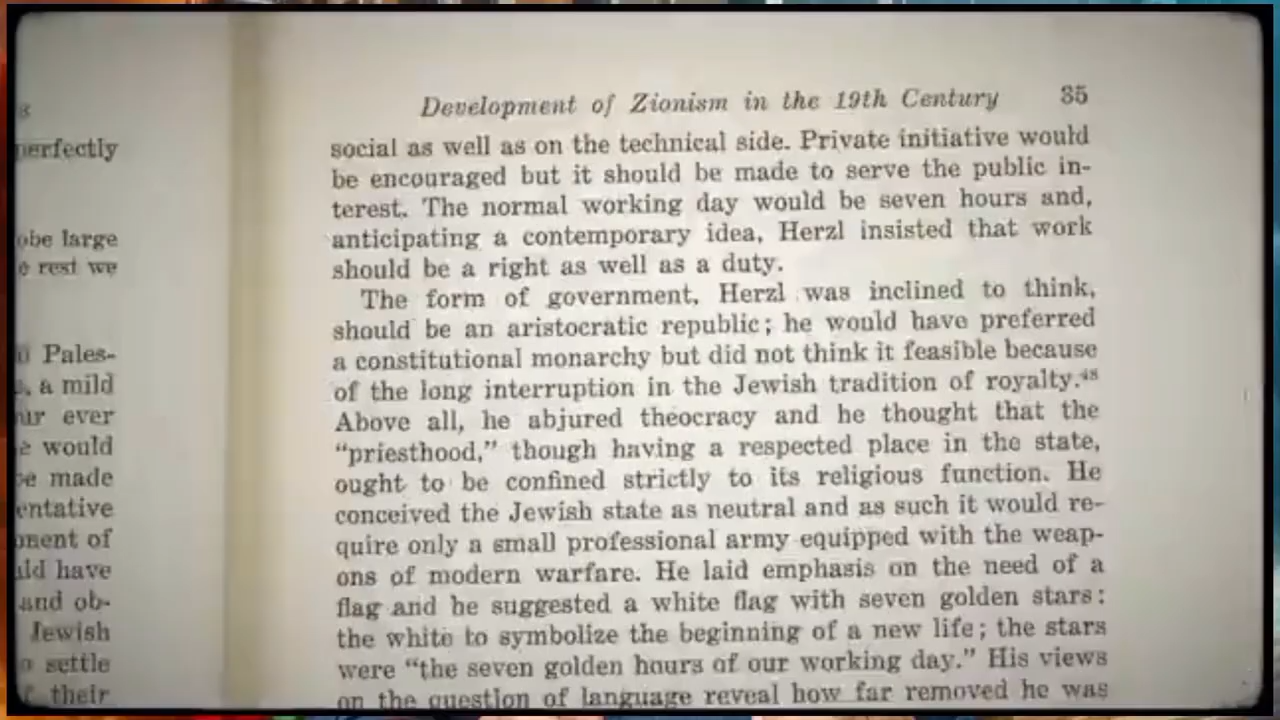 perfectly
large
rest we
Pales-
a mild
ever
would
made
of
have
and ob-
Jewish
settle
their
Development of Zionism in the 19th Century 35
social as well as on the technical side. Private initiative would
be encouraged but it should be made to serve the public in-
terest. The normal working day would be seven hours and,
anticipating a contemporary idea, Herzl insisted that work
should be a right as well as a duty.
The form of government, Herzl was inclined to think,
should be an aristocratic republic; he would have preferred
a constitutional monarchy but did not think it feasible because
of the long interruption in the Jewish tradition of royalty.48
Above all, he abjured theocracy and he thought that the
"priesthood," though having a respected place in the state,
ought to be confined strictly to its religious function. He
conceived the Jewish state as neutral and as such it would re-
quire only a small professional army equipped with the weap-
ons of modern warfare. He laid emphasis on the need of a
flag and he suggested a white flag with seven golden stars:
the white to symbolize the beginning of a new life; the stars
were "the seven golden hours of our working day." His views
on the question of language reveal how far removed he was